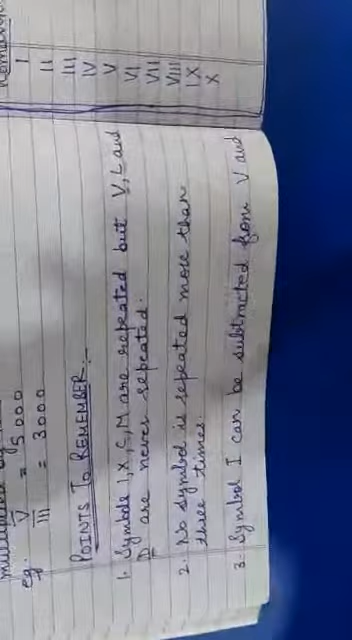 multiplied by
eg. V̅ = 5000
I̅I̅I̅ = 3000
POINTS TO REMEMBER:-
1. Symbols I, X, C, M are repeated but V, L and
D are never repeated.
2. No symbol is repeated more than
three times.
3. Symbol I can be subtracted from V and
I
II
III
IV
V
VI
VII
VIII
IX
X